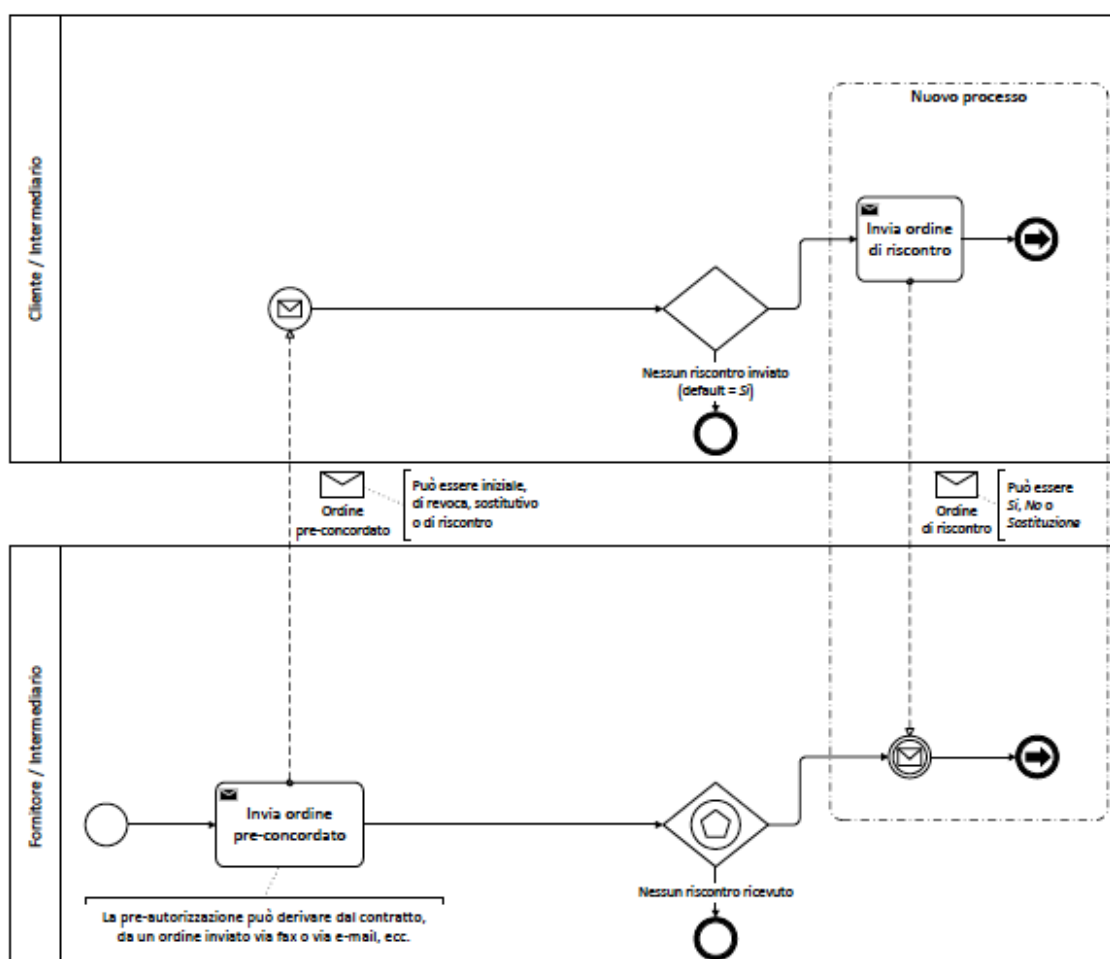 Cliente / Intermediario
Nuovo processo
Invia ordine
di riscontro
Nessun riscontro inviato
(default = Sì)
Ordine
pre-concordato
Può essere iniziale,
di revoca, sostitutivo
o di riscontro
Ordine
di riscontro
Può essere
Sì, No o
Sostituzione
Fornitore / Intermediario
Invia ordine
pre-concordato
Nessun riscontro ricevuto
La pre-autorizzazione può derivare dal contratto,
da un ordine inviato via fax o via e-mail, ecc.